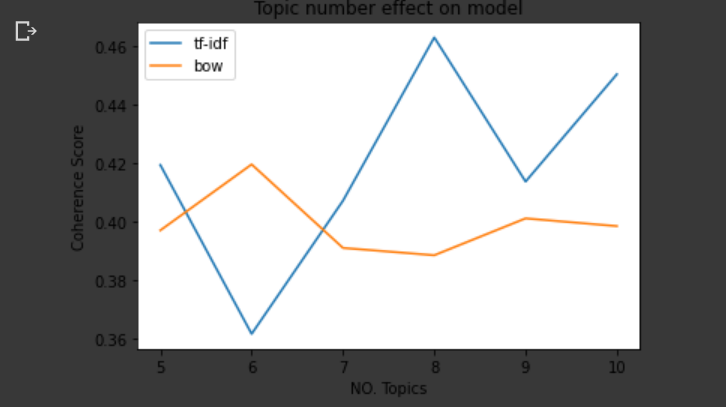 Topic number effect on model
tf-idf
bow
Coherence Score
0.46
0.44
0.42
0.40
0.38
0.36
5 6 7 8 9 10
NO. Topics